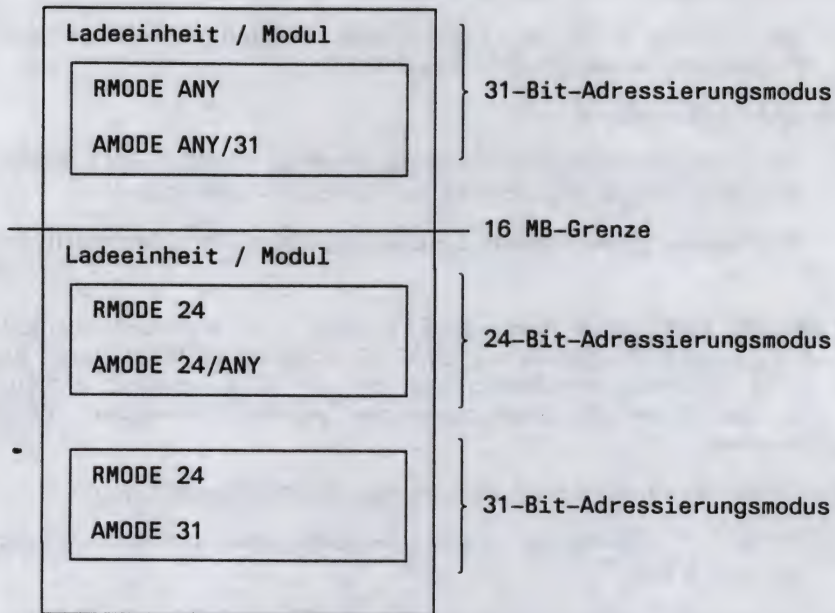 Ladeeinheit / Modul
RMODE ANY
AMODE ANY/31
31-Bit-Adressierungsmodus
16 MB-Grenze
Ladeeinheit / Modul
RMODE 24
AMODE 24/ANY
24-Bit-Adressierungsmodus
RMODE 24
AMODE 31
31-Bit-Adressierungsmodus